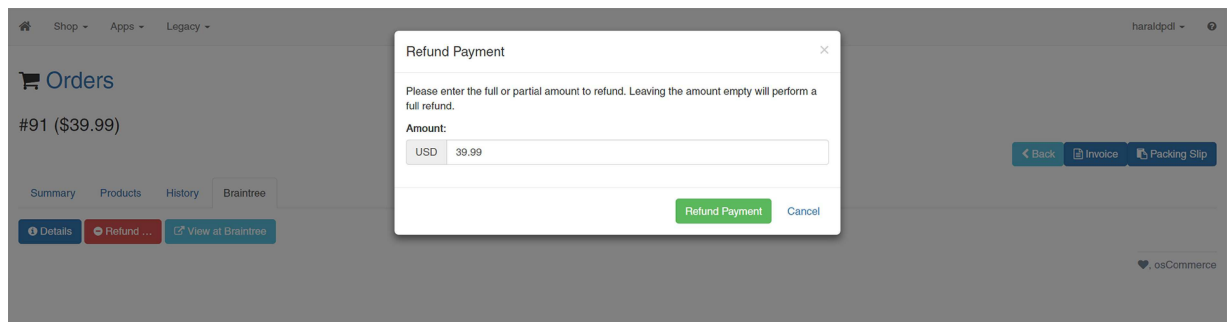 Shop Apps Legacy haraldpdl
Orders
#91 ($39.99)
Refund Payment ×
Please enter the full or partial amount to refund. Leaving the amount empty will perform a
full refund.
Amount:
USD 39.99
Refund Payment Cancel
Back Invoice Packing Slip
Summary Products History Braintree
Details Refund ... View at Braintree
, osCommerce